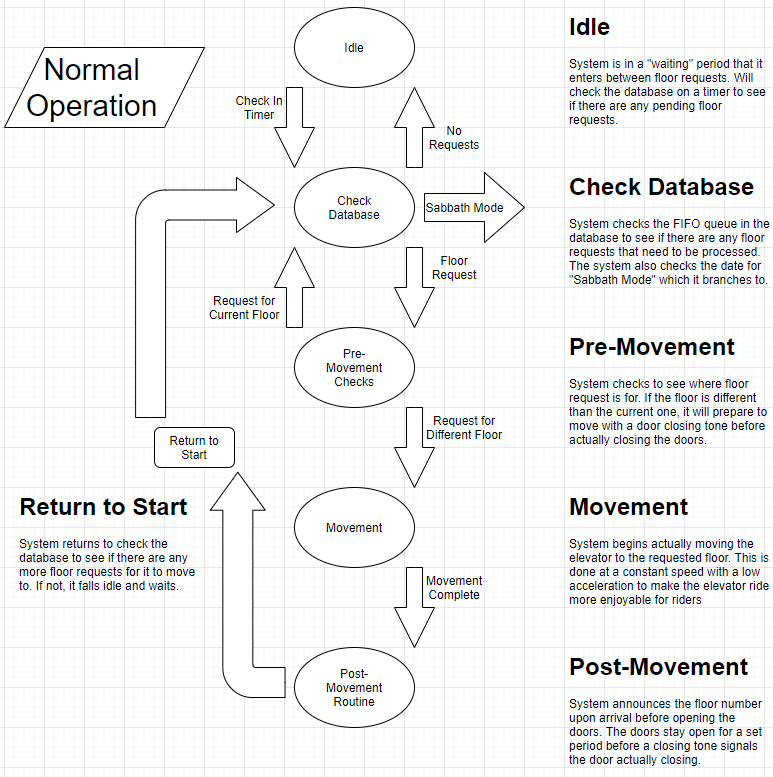 Normal
Operation
Idle
Check In
Timer
No
Requests
Check
Database
Sabbath Mode
Floor
Request
Request for
Current Floor
Pre-
Movement
Checks
Request for
Different Floor
Return to
Start
Movement
Movement
Complete
Post-
Movement
Routine
Return to Start
System returns to check the
database to see if there are any
more floor requests for it to move
to. If not, it falls idle and waits.
Idle
System is in a "waiting" period that it
enters between floor requests. Will
check the database on a timer to see
if there are any pending floor
requests.
Check Database
System checks the FIFO queue in the
database to see if there are any floor
requests that need to be processed.
The system also checks the date for
"Sabbath Mode" which it branches to.
Pre-Movement
System checks to see where floor
request is for. If the floor is different
than the current one, it will prepare to
move with a door closing tone before
actually closing the doors.
Movement
System begins actually moving the
elevator to the requested floor. This is
done at a constant speed with a low
acceleration to make the elevator ride
more enjoyable for riders
Post-Movement
System announces the floor number
upon arrival before opening the
doors. The doors stay open for a set
period before a closing tone signals
the door actually closing.